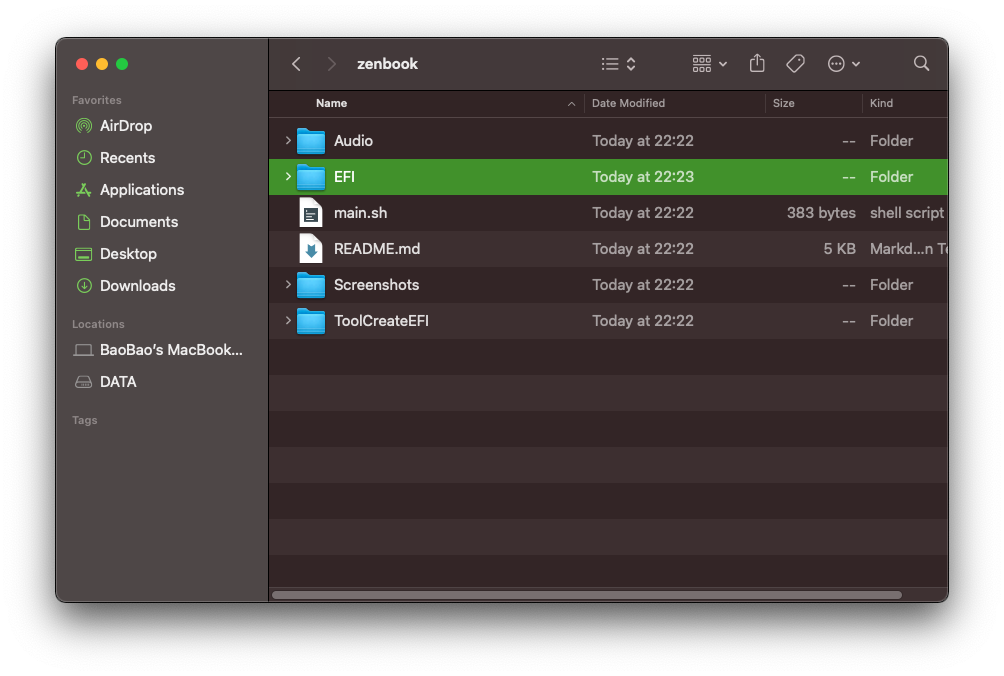 zenbook
Favorites
AirDrop
Recents
Applications
Documents
Desktop
Downloads
Locations
BaoBao's MacBook...
DATA
Tags
Name Date Modified Size Kind
Audio Today at 22:22 -- Folder
EFI Today at 22:23 -- Folder
main.sh Today at 22:22 383 bytes shell script
README.md Today at 22:22 5 KB Markd...n Te
Screenshots Today at 22:22 -- Folder
ToolCreateEFI Today at 22:22 -- Folder